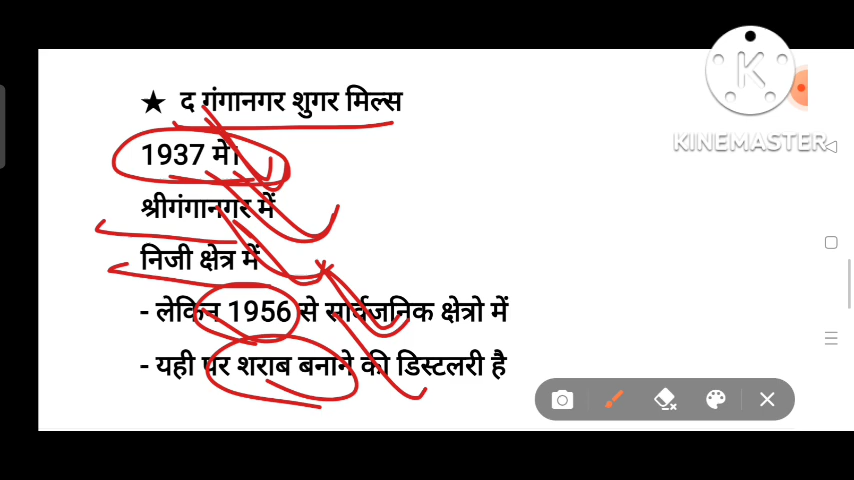 ★ द गंगानगर शुगर मिल्स
1937 में।
श्रीगंगानगर में
निजी क्षेत्र में
- लेकिन 1956 से सार्वजनिक क्षेत्रो में
- यही पर शराब बनाने की डिस्टलरी है
K
KINEMASTER